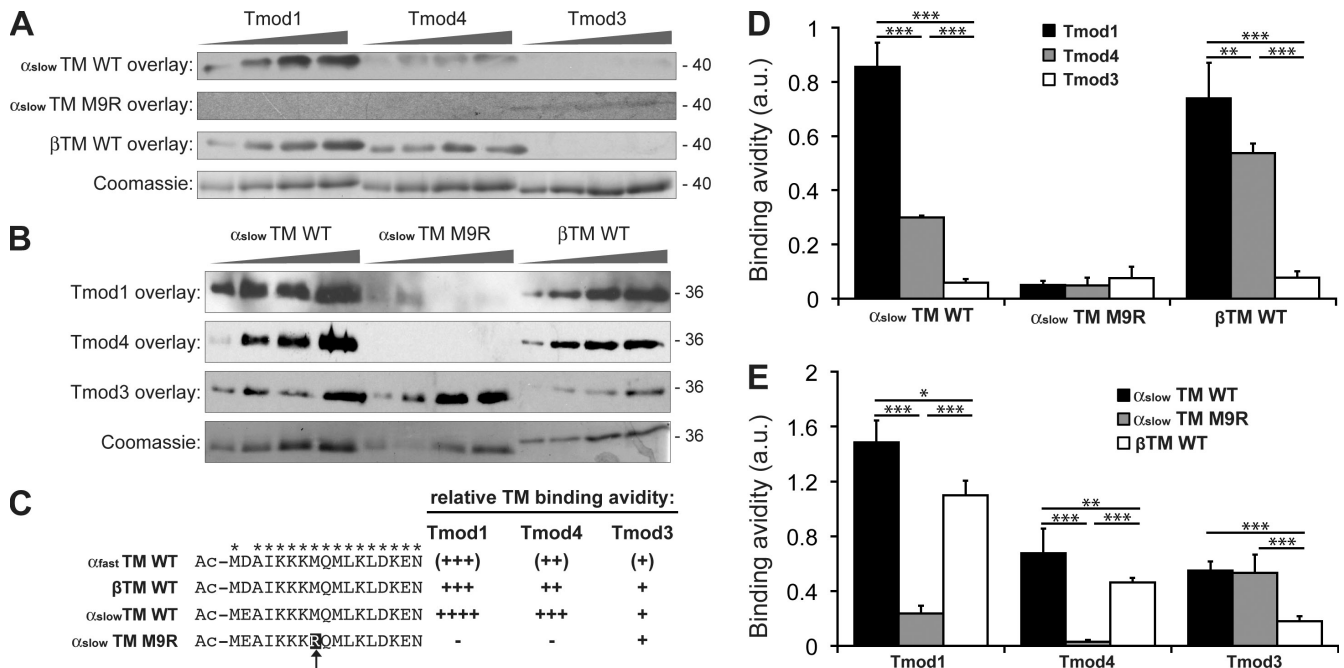 A
Tmod1 Tmod4 Tmod3
αslow TM WT overlay: - 40
αslow TM M9R overlay: - 40
βTM WT overlay: - 40
Coomassie: - 40
B
αslow TM WT αslow TM M9R βTM WT
Tmod1 overlay: - 36
Tmod4 overlay: - 36
Tmod3 overlay: - 36
Coomassie: - 36
C
relative TM binding avidity:
Tmod1 Tmod4 Tmod3
* *****************
αfast TM WT Ac-MDAIKKKMQMLKLDKEN (+++) (++) (+)
βTM WT Ac-MEAIKKKMQMLKLDKEN +++ ++ +
αslow TM WT Ac-MEAIKKKMQMLKLDKEN ++++ +++ +
αslow TM M9R Ac-MEAIKKKRQMLKLDKEN - - +
D
Binding avidity (a.u.)
1
0.8
0.6
0.4
0.2
0
Tmod1
Tmod4
Tmod3
***
*** ***
***
** ***
αslow TM WT αslow TM M9R βTM WT
E
Binding avidity (a.u.)
2
1.6
1.2
0.8
0.4
0
αslow TM WT
αslow TM M9R
βTM WT
*
*** ***
**
*** ***
***
***
Tmod1 Tmod4 Tmod3